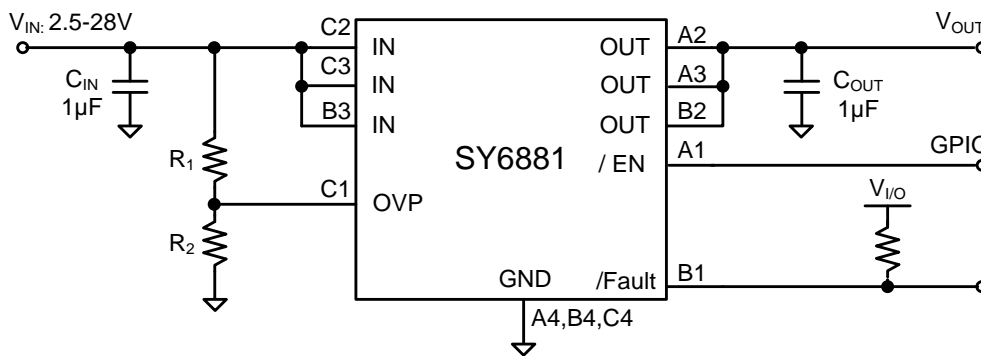 VIN: 2.5-28V
C2
IN
OUT
A2
VOUT
CIN
1µF
C3
IN
OUT
A3
COUT
1µF
B3
IN
OUT
B2
SY6881
R1
/ EN
A1
GPIO
C1
OVP
VI/O
R2
GND
/Fault
B1
A4,B4,C4